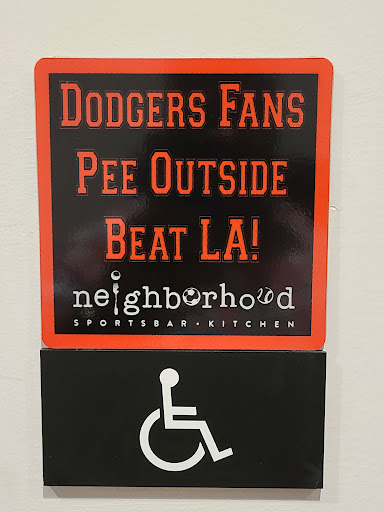 DODGERS FANS
PEE OUTSIDE
BEAT LA!
neighborhood
SPORTSBAR • KITCHEN